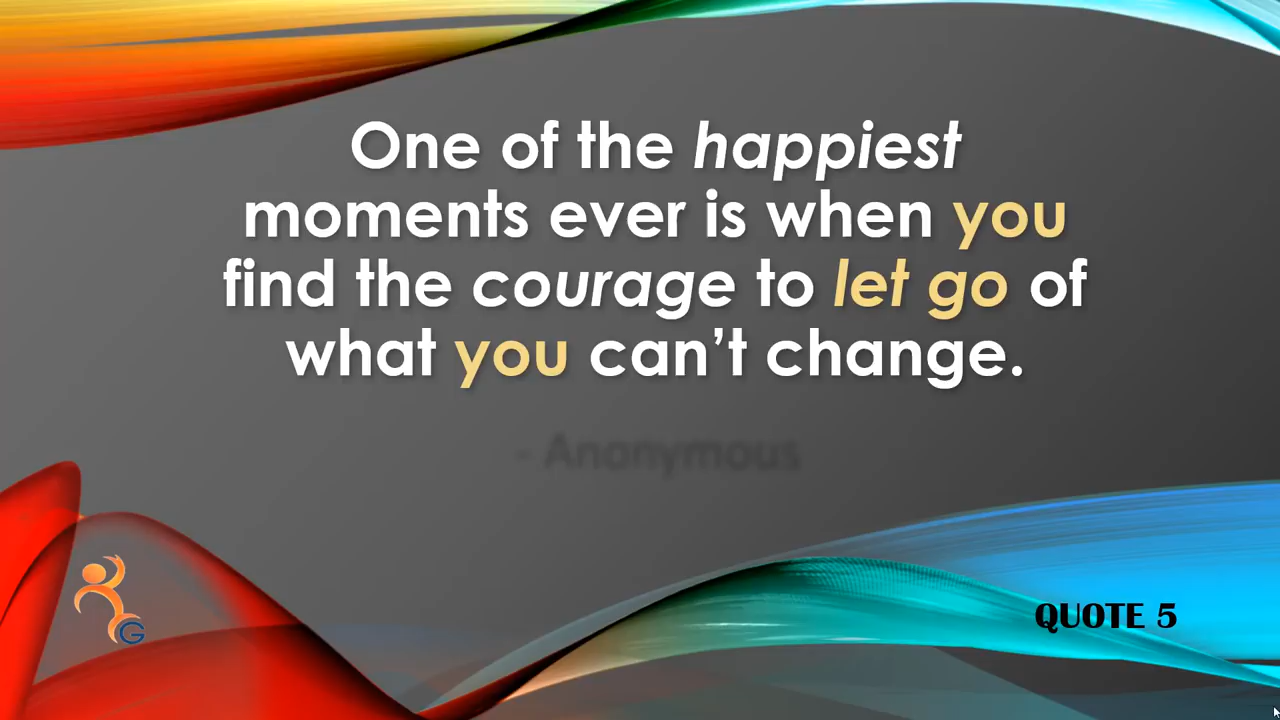 One of the happiest
moments ever is when you
find the courage to let go of
what you can’t change.
- Anonymous
G
QUOTE 5